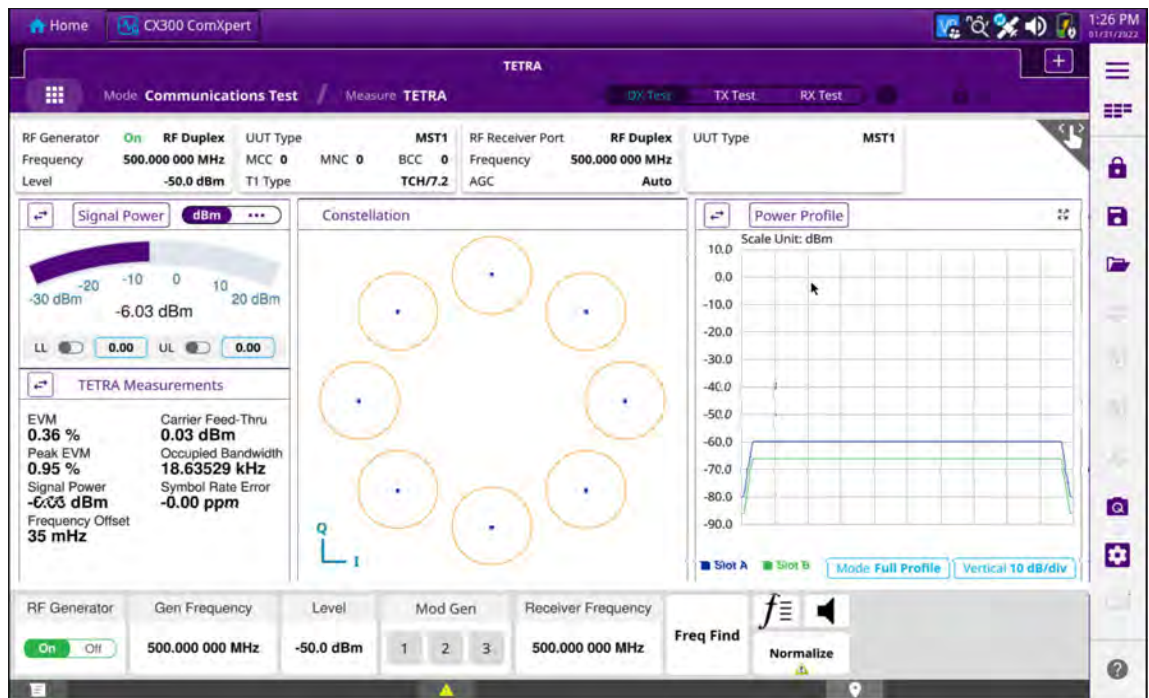 Home
CX300 ComXpert
1:26 PM
01/31/2022
TETRA
+
Mode Communications Test / Measure TETRA
DX Test
TX Test
RX Test
RF Generator On RF Duplex
Frequency 500.000 000 MHz
Level -50.0 dBm
UUT Type MST1
MCC 0 MNC 0 BCC 0
T1 Type TCH/7.2
RF Receiver Port RF Duplex
Frequency 500.000 000 MHz
AGC Auto
UUT Type MST1
Signal Power
dBm
...
-30 dBm -20 -10 0 10 20 dBm
-6.03 dBm
LL 0.00 UL 0.00
TETRA Measurements
EVM
0.36 %
Peak EVM
0.95 %
Signal Power
dBm
Frequency Offset
35 mHz
Carrier Feed-Thru
0.03 dBm
Occupied Bandwidth
18.63529 kHz
Symbol Rate Error
-0.00 ppm
Constellation
Q
I
Power Profile
Scale Unit: dBm
10.0
0.0
-10.0
-20.0
-30.0
-40.0
-50.0
-60.0
-70.0
-80.0
-90.0
Slot A
Slot B
Mode Full Profile
Vertical 10 dB/div
RF Generator
On Off
Gen Frequency
500.000 000 MHz
Level
-50.0 dBm
Mod Gen
1 2 3
Receiver Frequency
500.000 000 MHz
Freq Find
Normalize